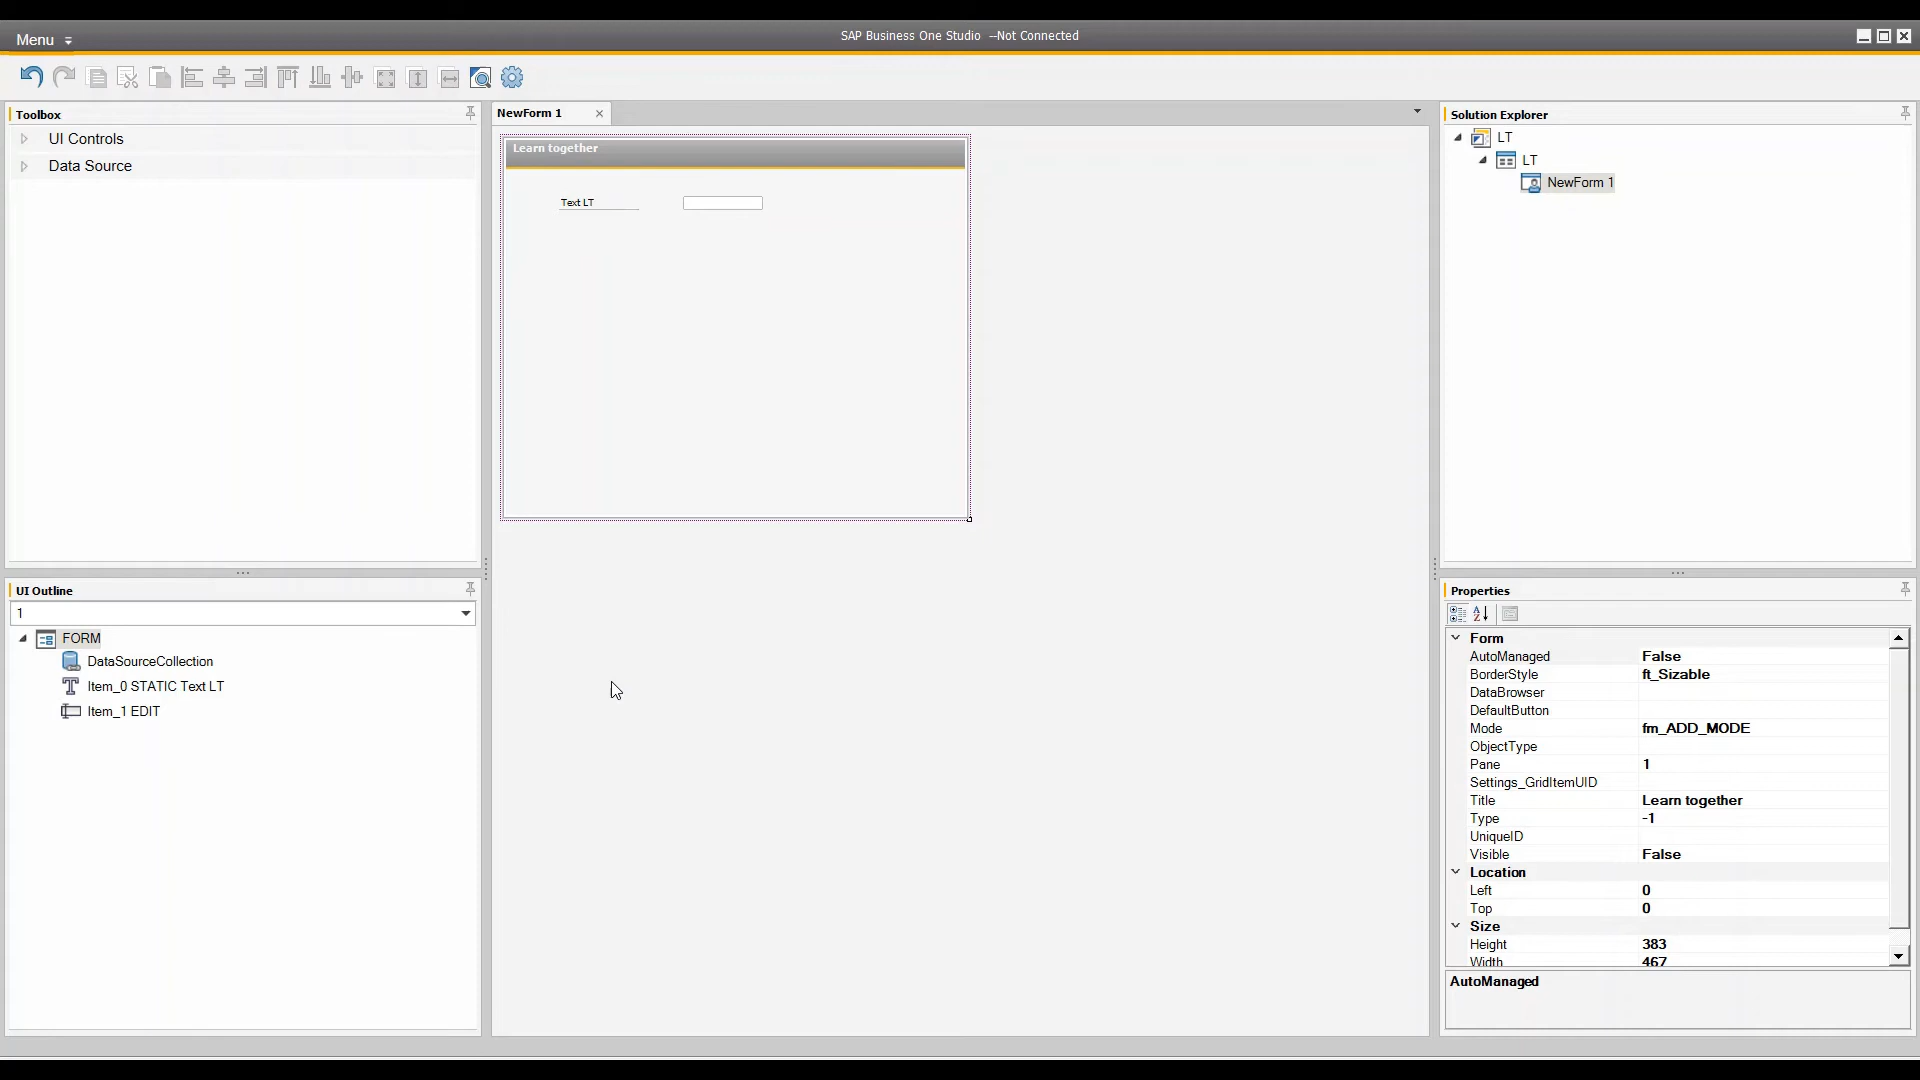 Menu
SAP Business One Studio  --Not Connected
Toolbox
UI Controls
Data Source
NewForm 1
Learn together
Text LT
Solution Explorer
LT
LT
NewForm 1
UI Outline
1
FORM
DataSourceCollection
Item_0 STATIC Text LT
Item_1 EDIT
Properties
Form
AutoManaged False
BorderStyle ft_Sizable
DataBrowser
DefaultButton
Mode fm_ADD_MODE
ObjectType
Pane 1
Settings_GridItemUID
Title Learn together
Type -1
UniqueID
Visible False
Location
Left 0
Top 0
Size
Height 383
Width 467
AutoManaged